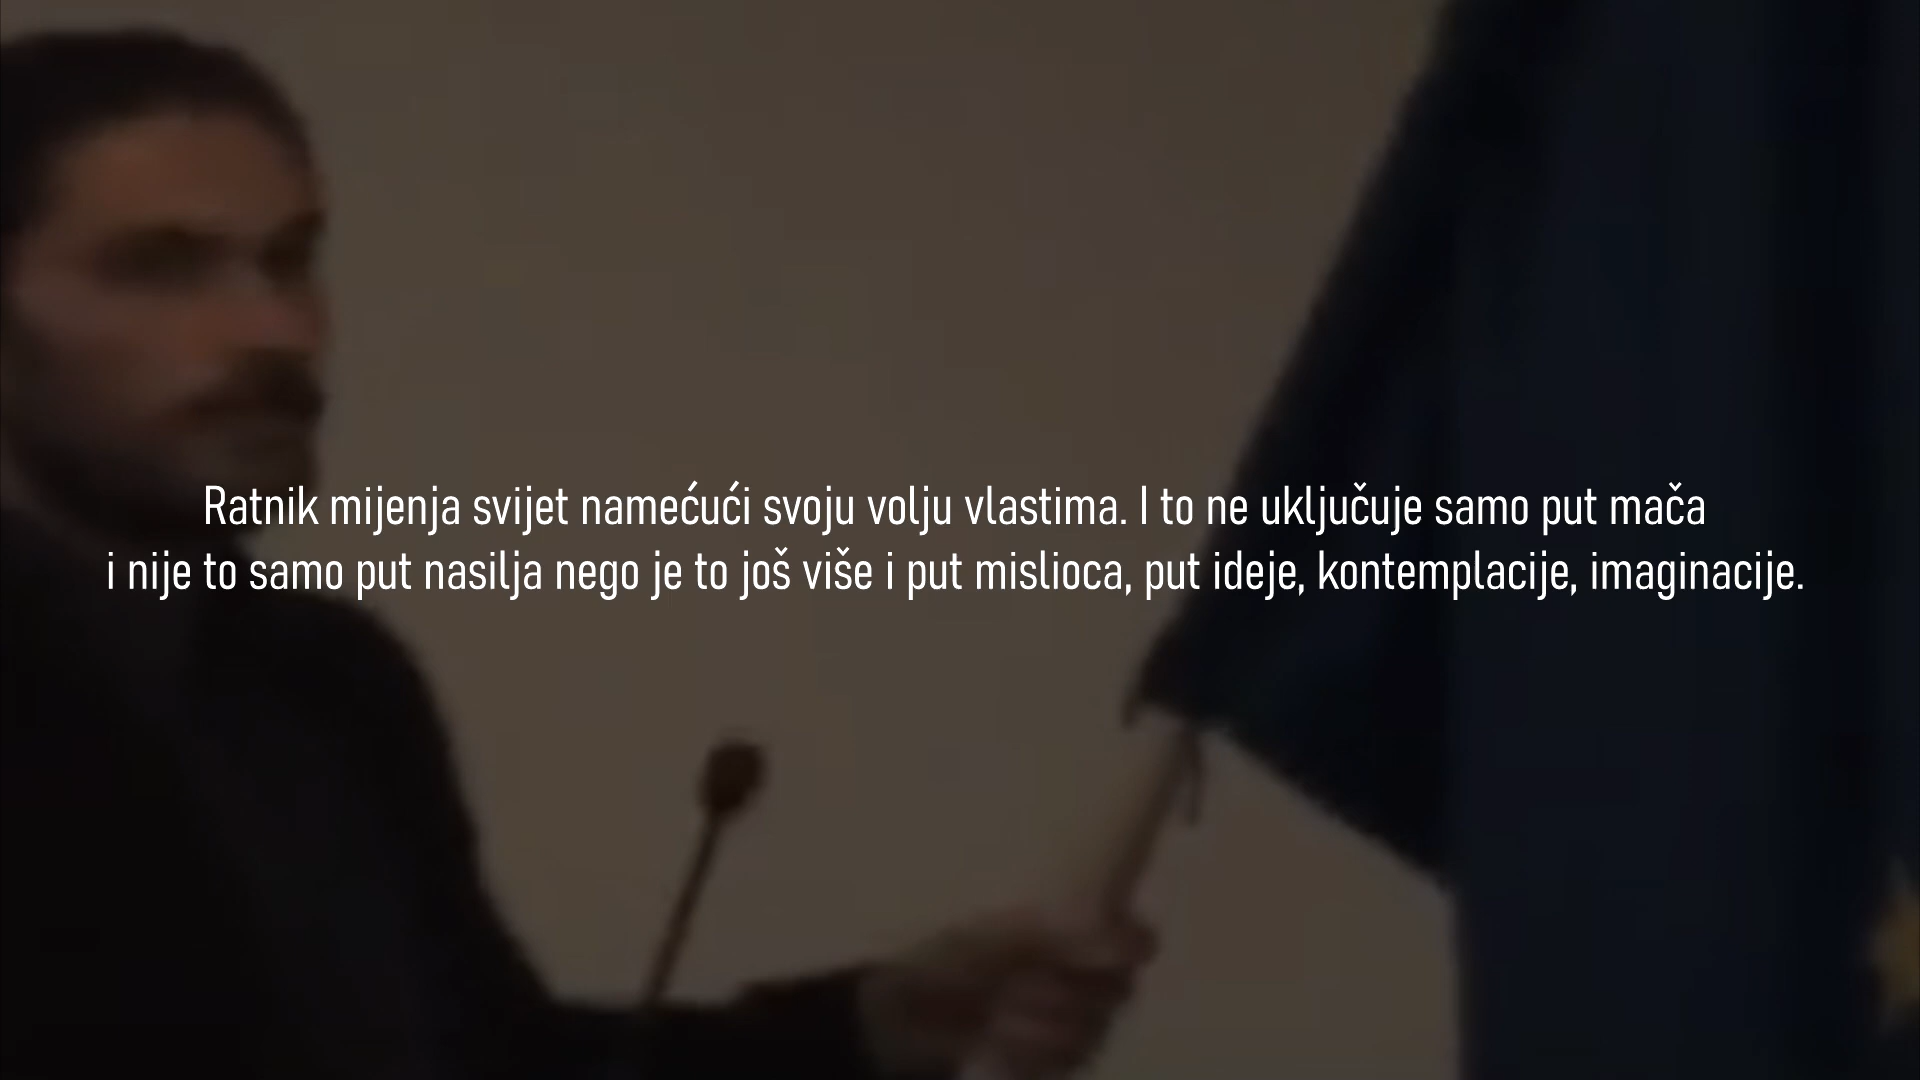 Ratnik mijenja svijet namećući svoju volju vlastima. I to ne uključuje samo put mača
i nije to samo put nasilja nego je to još više i put mislioca, put ideje, kontemplacije, imaginacije.